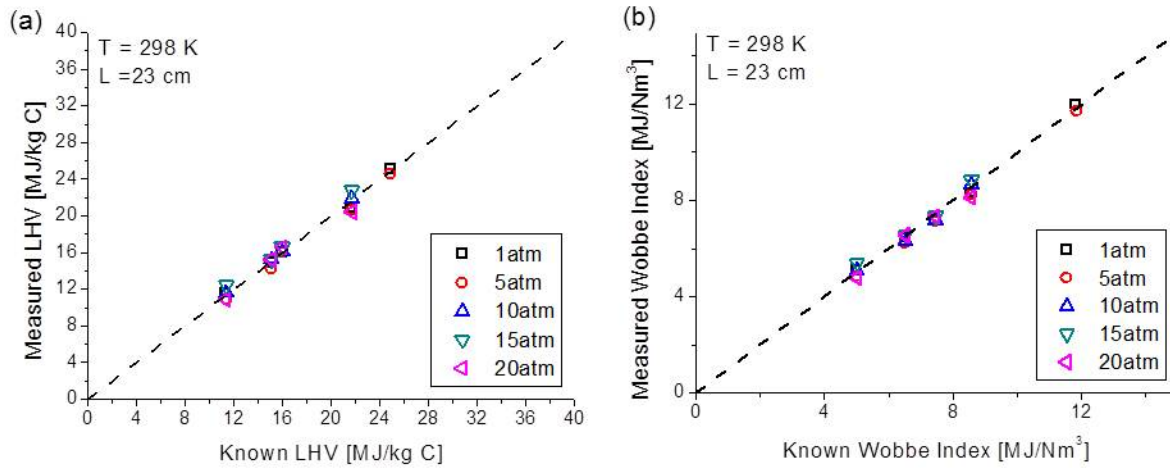 (a)
T = 298 K
L =23 cm
Measured LHV [MJ/kg C]
40
36
32
28
24
20
16
12
8
4
0
0 4 8 12 16 20 24 28 32 36 40
Known LHV [MJ/kg C]
1atm
5atm
10atm
15atm
20atm
(b)
T = 298 K
L =23 cm
Measured Wobbe Index [MJ/Nm³]
12
8
4
0
0 4 8 12
Known Wobbe Index [MJ/Nm³]
1atm
5atm
10atm
15atm
20atm